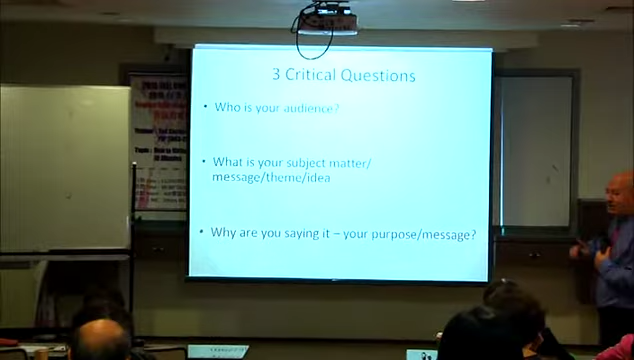 3 Critical Questions
• Who is your audience?
• What is your subject matter/
message/theme/idea
• Why are you saying it – your purpose/message?